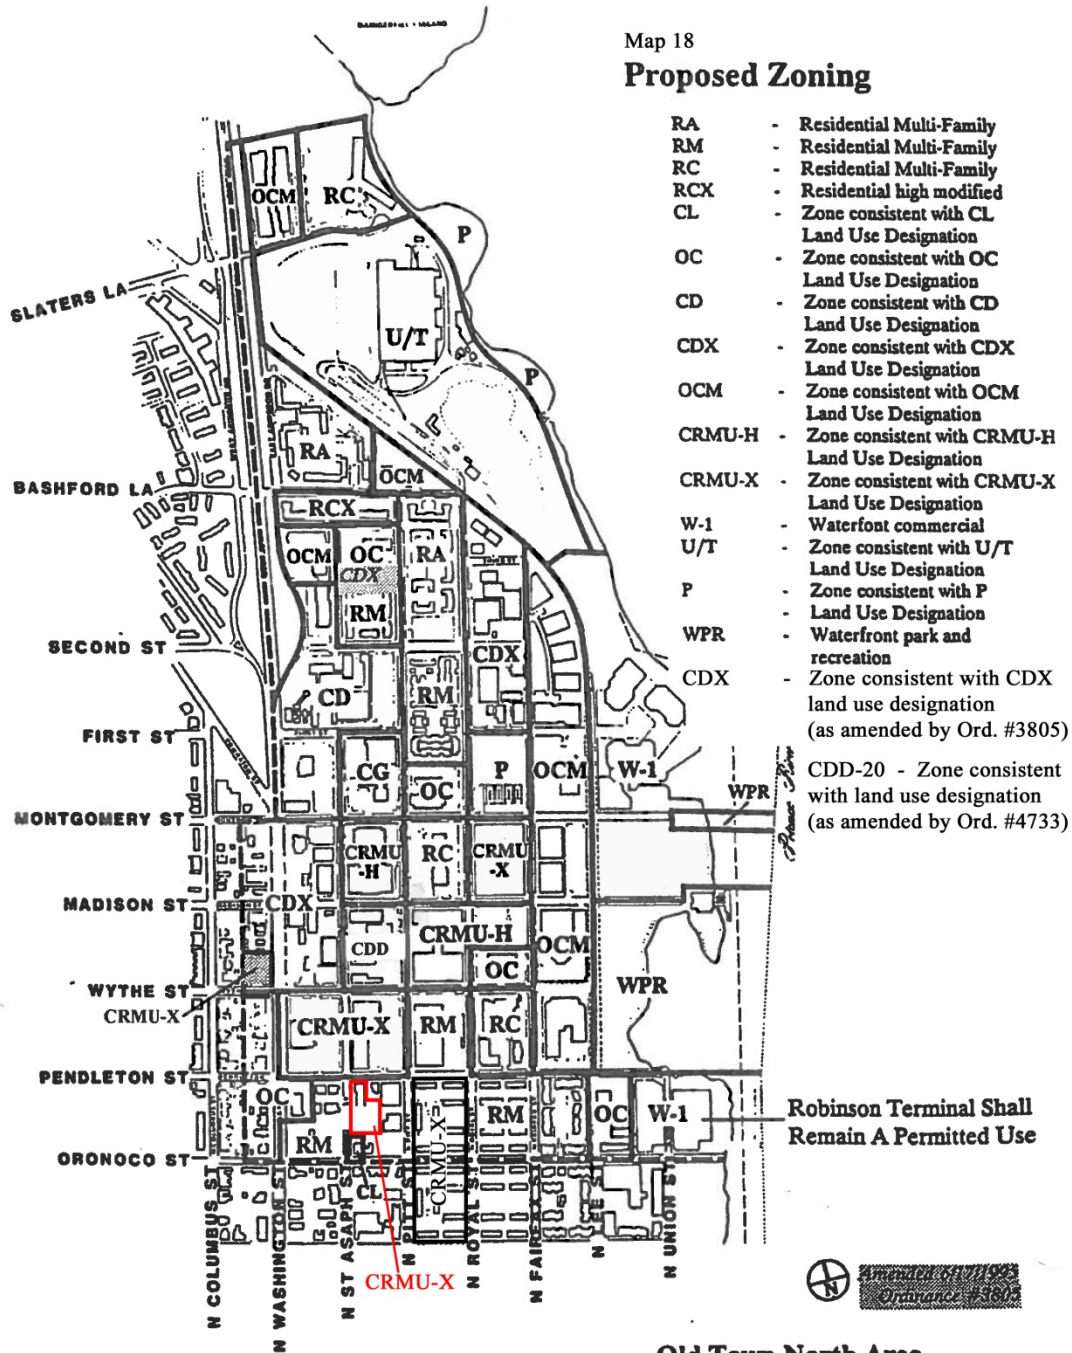 Map 18
Proposed Zoning
RA - Residential Multi-Family
RM - Residential Multi-Family
RC - Residential Multi-Family
RCX - Residential high modified
CL - Zone consistent with CL
Land Use Designation
OC - Zone consistent with OC
Land Use Designation
CD - Zone consistent with CD
Land Use Designation
CDX - Zone consistent with CDX
Land Use Designation
OCM - Zone consistent with OCM
Land Use Designation
CRMU-H - Zone consistent with CRMU-H
Land Use Designation
CRMU-X - Zone consistent with CRMU-X
Land Use Designation
W-1 - Waterfont commercial
U/T - Zone consistent with U/T
Land Use Designation
P - Zone consistent with P
- Land Use Designation
WPR - Waterfront park and
recreation
CDX - Zone consistent with CDX
land use designation
(as amended by Ord. #3805)
CDD-20 - Zone consistent
with land use designation
(as amended by Ord. #4733)
ISLAND
OCM
RC
P
SLATERS LA
U/T
P
RA
OCM
BASHFORD LA
RCX
OCM
OC
CDX
RA
RM
SECOND ST
CDX
CD
RM
FIRST ST
CG
OC
P
OCM
W-1
WPR
MONTGOMERY ST
CRMU
-H
RC
CRMU
-X
MADISON ST
CDX
CDD
CRMU-H
OCM
OC
WPR
WYTHE ST
CRMU-X
CRMU-X
RM
RC
PENDLETON ST
OC
RM
CRMU-X
RM
OC
W-1
Robinson Terminal Shall
Remain A Permitted Use
ORONOCO ST
CL
CRMU-X
N COLUMBUS ST
N WASHINGTON ST
N ST ASAPH ST
N PITT ST
N ROYAL ST
N FAIRFAX ST
N LEE ST
N UNION ST
N
Amended 6/17/1995
Ordinance #3805
Old Town North Area